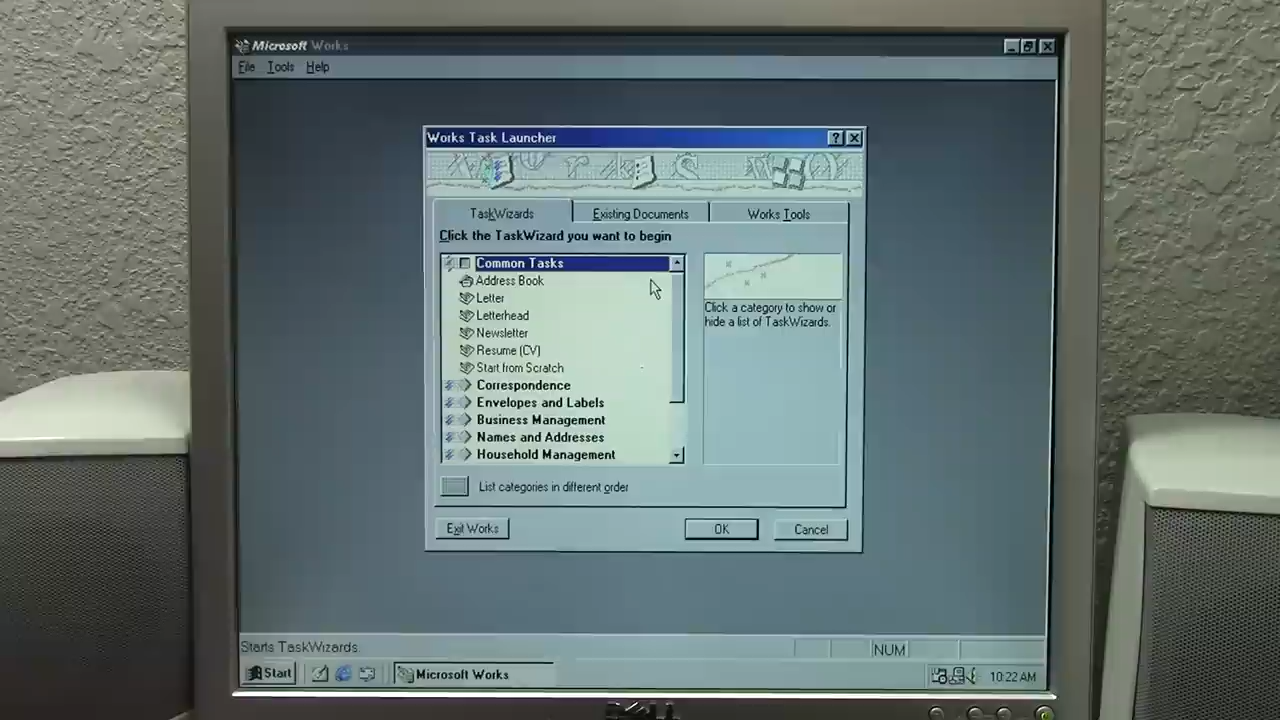 Microsoft Works
File Tools Help
Works Task Launcher
TaskWizards
Existing Documents
Works Tools
Click the TaskWizard you want to begin
Common Tasks
Address Book
Letter
Letterhead
Newsletter
Resume (CV)
Start from Scratch
Correspondence
Envelopes and Labels
Business Management
Names and Addresses
Household Management
Click a category to show or
hide a list of TaskWizards.
List categories in different order
Exit Works
OK
Cancel
Starts TaskWizards.
NUM
Start
Microsoft Works
10:22 AM
DELL